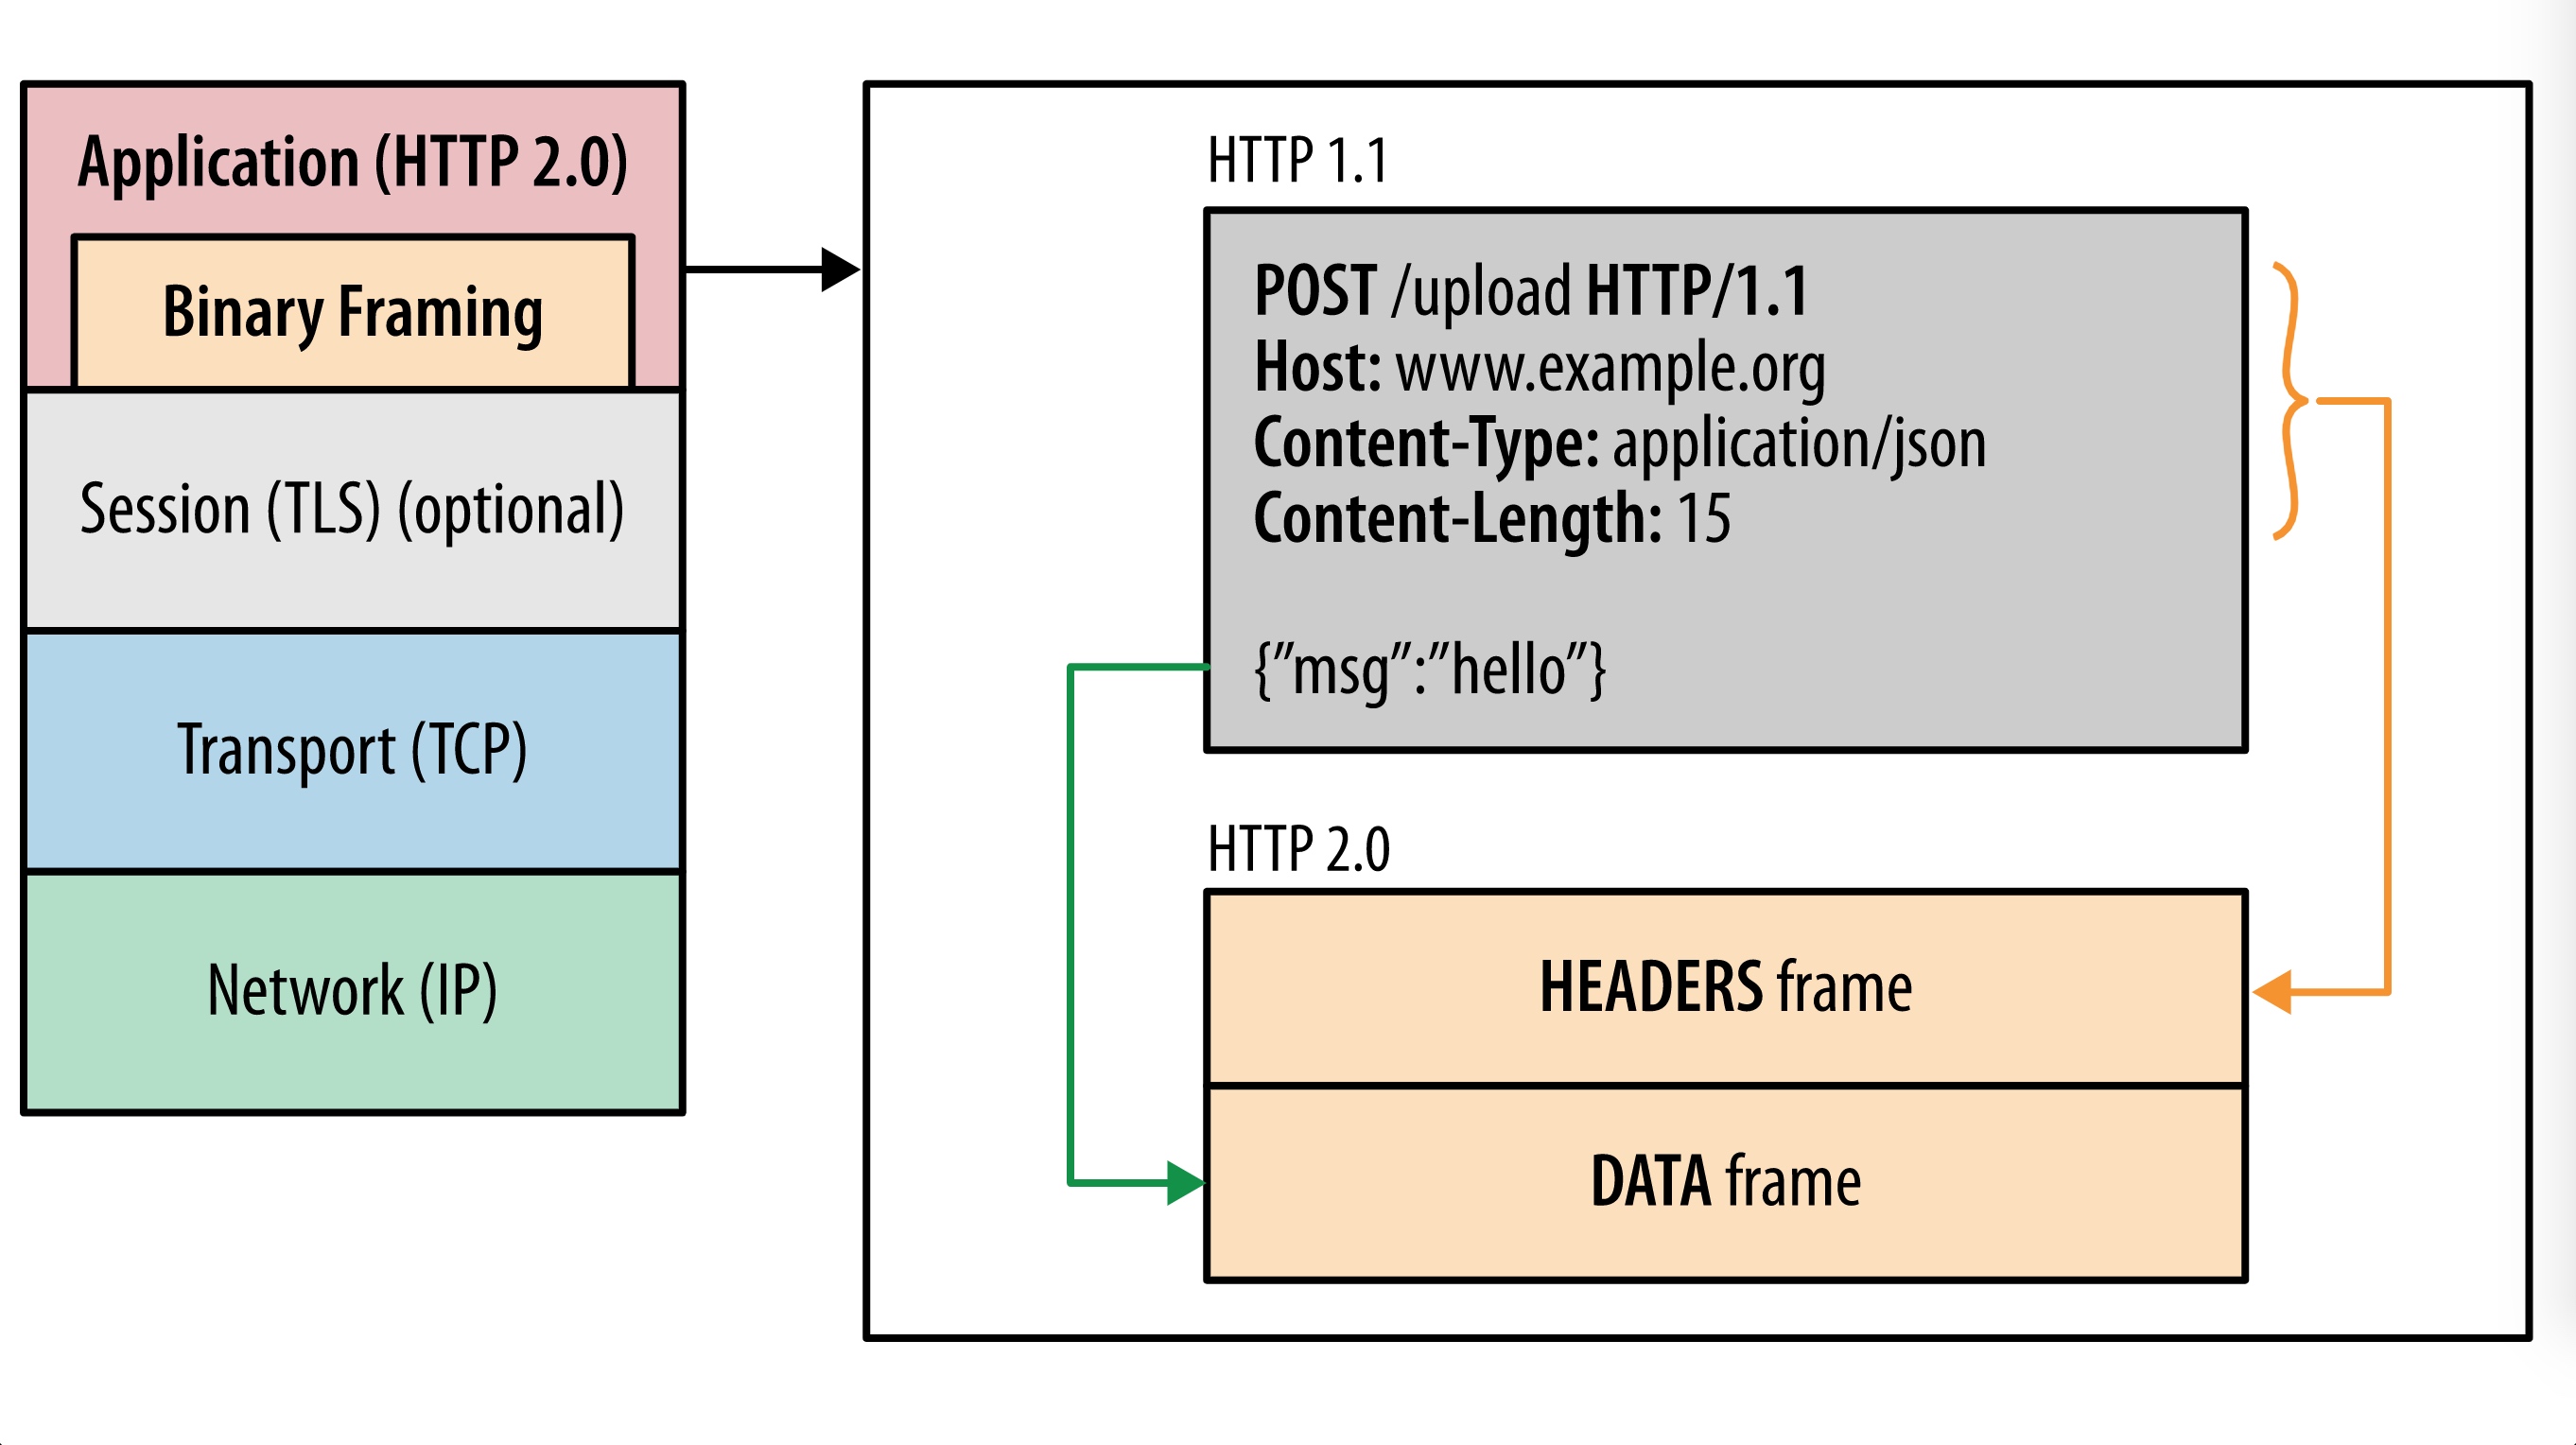 Application (HTTP 2.0)
Binary Framing
Session (TLS) (optional)
Transport (TCP)
Network (IP)
HTTP 1.1
POST /upload HTTP/1.1
Host: www.example.org
Content-Type: application/json
Content-Length: 15
{”msg”:”hello”}
HTTP 2.0
HEADERS frame
DATA frame